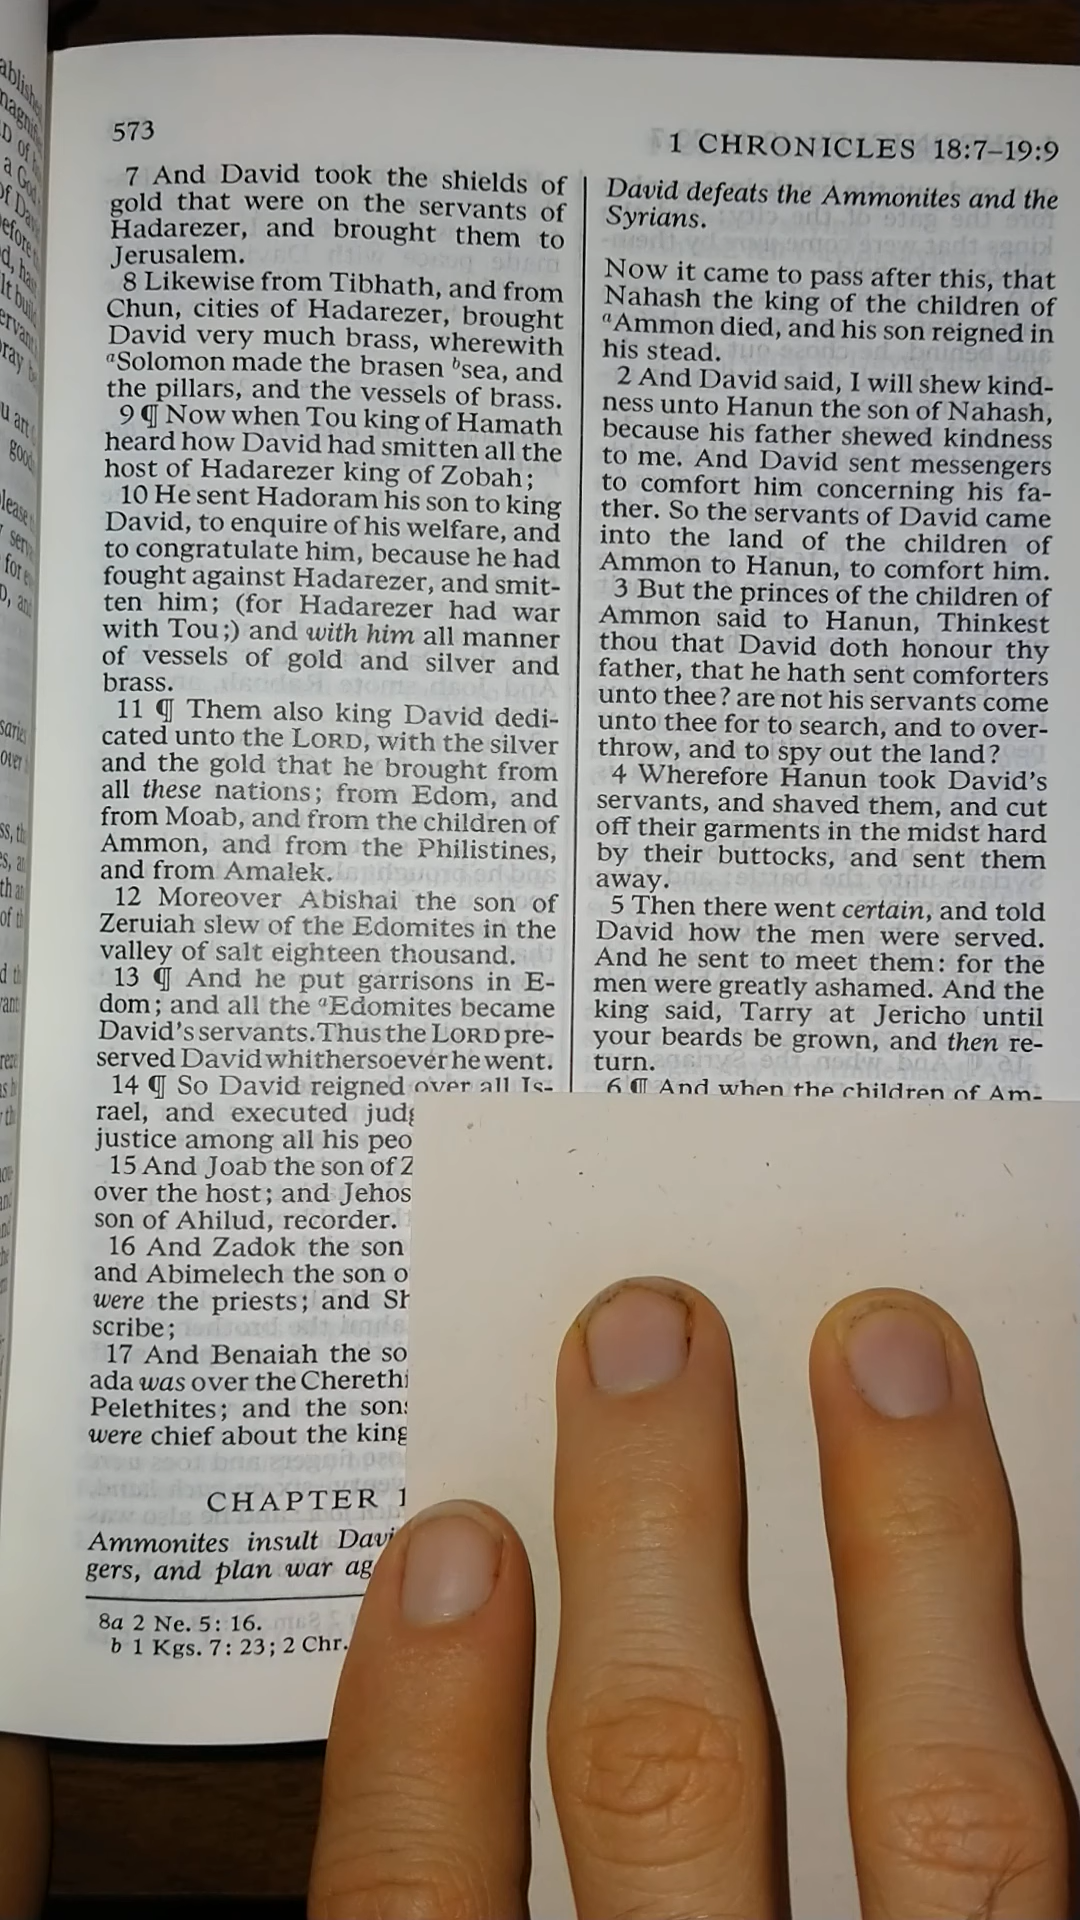 573
1 CHRONICLES 18:7–19:9
7 And David took the shields of
gold that were on the servants of
Hadarezer, and brought them to
Jerusalem.
8 Likewise from Tibhath, and from
Chun, cities of Hadarezer, brought
David very much brass, wherewith
aSolomon made the brasen bsea, and
the pillars, and the vessels of brass.
9 ¶ Now when Tou king of Hamath
heard how David had smitten all the
host of Hadarezer king of Zobah;
10 He sent Hadoram his son to king
David, to enquire of his welfare, and
to congratulate him, because he had
fought against Hadarezer, and smit-
ten him; (for Hadarezer had war
with Tou;) and with him all manner
of vessels of gold and silver and
brass.
11 ¶ Them also king David dedi-
cated unto the LORD, with the silver
and the gold that he brought from
all these nations; from Edom, and
from Moab, and from the children of
Ammon, and from the Philistines,
and from Amalek.
12 Moreover Abishai the son of
Zeruiah slew of the Edomites in the
valley of salt eighteen thousand.
13 ¶ And he put garrisons in E-
dom; and all the aEdomites became
David's servants. Thus the LORD pre-
served David whithersoever he went.
14 ¶ So David reigned over all Is-
rael, and executed
justice among all his
15 And Joab the son of
over the host; and
son of Ahilud, recorder.
16 And Zadok the son
and Abimelech the son
were the priests; and
scribe;
17 And Benaiah the
ada was over the
Pelethites; and the
were chief about the king
CHAPTER
Ammonites insult
gers, and plan war
8a 2 Ne. 5: 16.
b 1 Kgs. 7: 23; 2 Chr.
David defeats the Ammonites and the
Syrians.
Now it came to pass after this, that
Nahash the king of the children of
aAmmon died, and his son reigned in
his stead.
2 And David said, I will shew kind-
ness unto Hanun the son of Nahash,
because his father shewed kindness
to me. And David sent messengers
to comfort him concerning his fa-
ther. So the servants of David came
into the land of the children of
Ammon to Hanun, to comfort him.
3 But the princes of the children of
Ammon said to Hanun, Thinkest
thou that David doth honour thy
father, that he hath sent comforters
unto thee? are not his servants come
unto thee for to search, and to over-
throw, and to spy out the land?
4 Wherefore Hanun took David's
servants, and shaved them, and cut
off their garments in the midst hard
by their buttocks, and sent them
away.
5 Then there went certain, and told
David how the men were served.
And he sent to meet them: for the
men were greatly ashamed. And the
king said, Tarry at Jericho until
your beards be grown, and then re-
turn.
6 ¶ And when the children of Am-